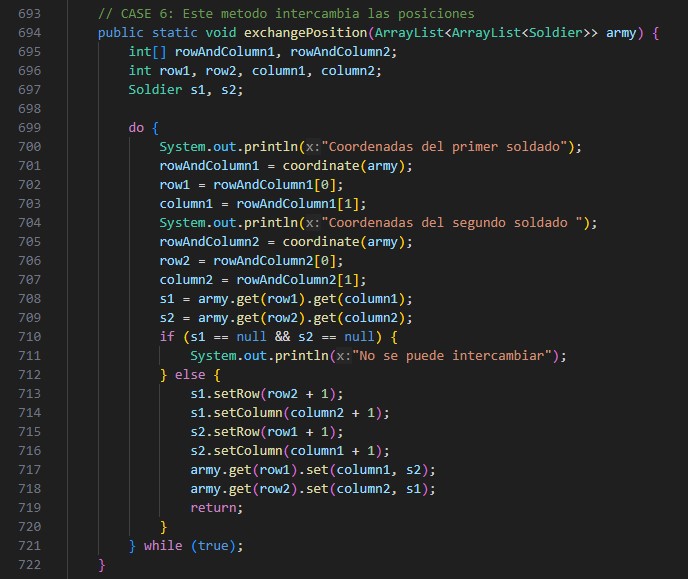 693 // CASE 6: Este metodo intercambia las posiciones
694 public static void exchangePosition(ArrayList<ArrayList<Soldier>> army) {
695 int[] rowAndColumn1, rowAndColumn2;
696 int row1, row2, column1, column2;
697 Soldier s1, s2;
698
699 do {
700 System.out.println(x:"Coordenadas del primer soldado");
701 rowAndColumn1 = coordinate(army);
702 row1 = rowAndColumn1[0];
703 column1 = rowAndColumn1[1];
704 System.out.println(x:"Coordenadas del segundo soldado ");
705 rowAndColumn2 = coordinate(army);
706 row2 = rowAndColumn2[0];
707 column2 = rowAndColumn2[1];
708 s1 = army.get(row1).get(column1);
709 s2 = army.get(row2).get(column2);
710 if (s1 == null && s2 == null) {
711 System.out.println(x:"No se puede intercambiar");
712 } else {
713 s1.setRow(row2 + 1);
714 s1.setColumn(column2 + 1);
715 s2.setRow(row1 + 1);
716 s2.setColumn(column1 + 1);
717 army.get(row1).set(column1, s2);
718 army.get(row2).set(column2, s1);
719 return;
720 }
721 } while (true);
722 }